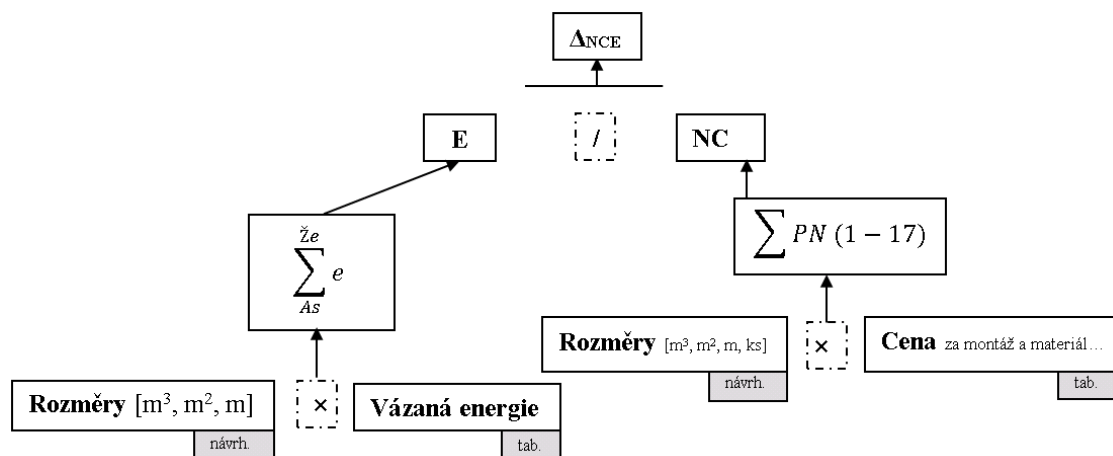 Δ_NCE
E / NC
Že
∑ e
As
∑ PN (1 − 17)
Rozměry [m³, m², m, ks] × Cena za montáž a materiál...
návrh. tab.
Rozměry [m³, m², m] × Vázaná energie
návrh. tab.